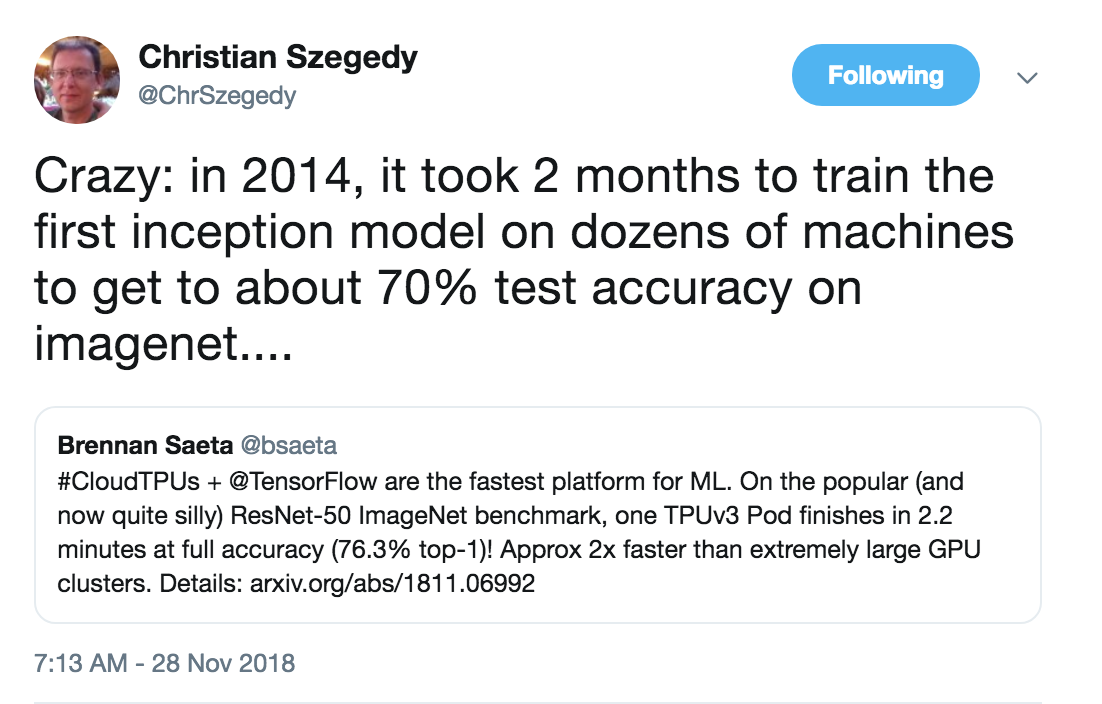 Christian Szegedy
@ChrSzegedy
Following
Crazy: in 2014, it took 2 months to train the
first inception model on dozens of machines
to get to about 70% test accuracy on
imagenet....
Brennan Saeta @bsaeta
#CloudTPUs + @TensorFlow are the fastest platform for ML. On the popular (and
now quite silly) ResNet-50 ImageNet benchmark, one TPUv3 Pod finishes in 2.2
minutes at full accuracy (76.3% top-1)! Approx 2x faster than extremely large GPU
clusters. Details: arxiv.org/abs/1811.06992
7:13 AM - 28 Nov 2018